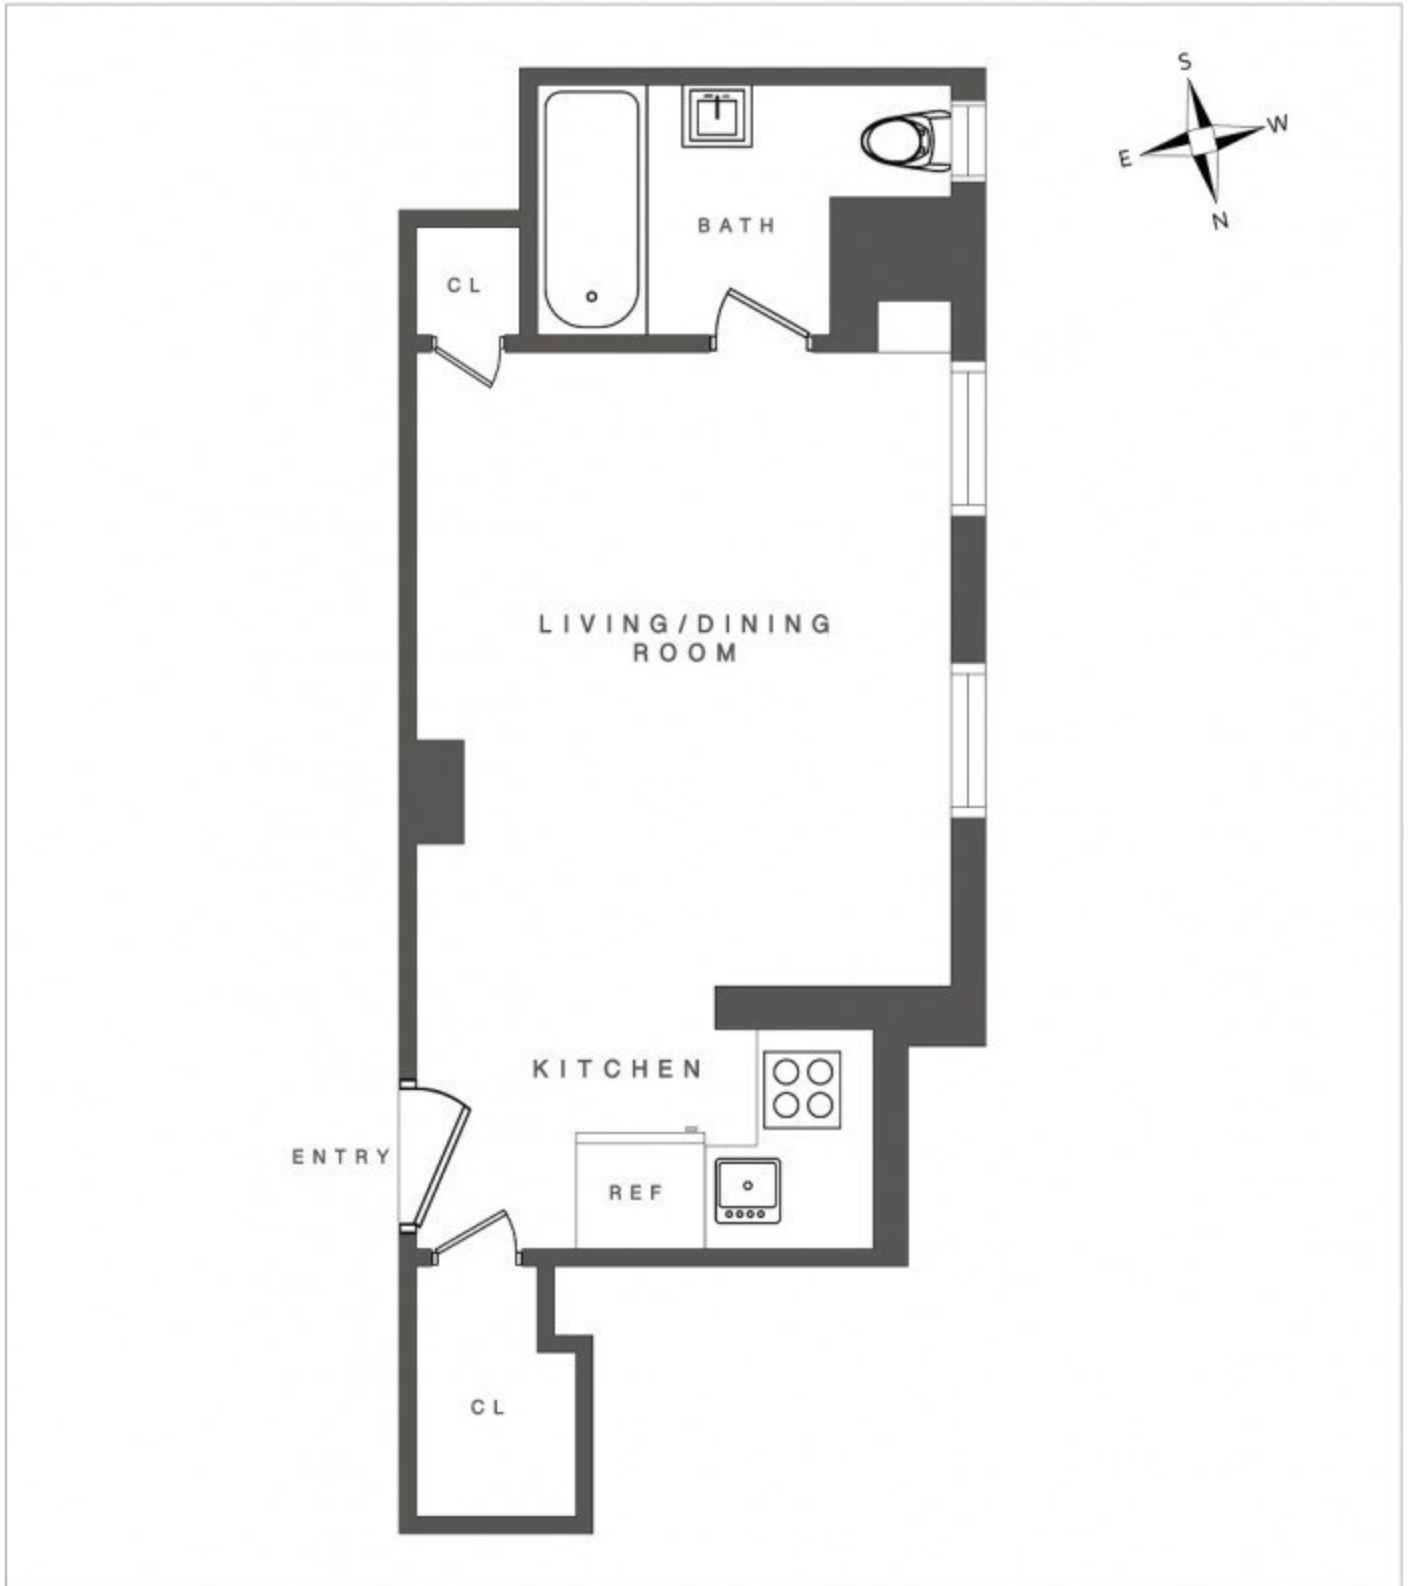 S
W
E
N
BATH
CL
LIVING/DINING
ROOM
KITCHEN
ENTRY
REF
CL